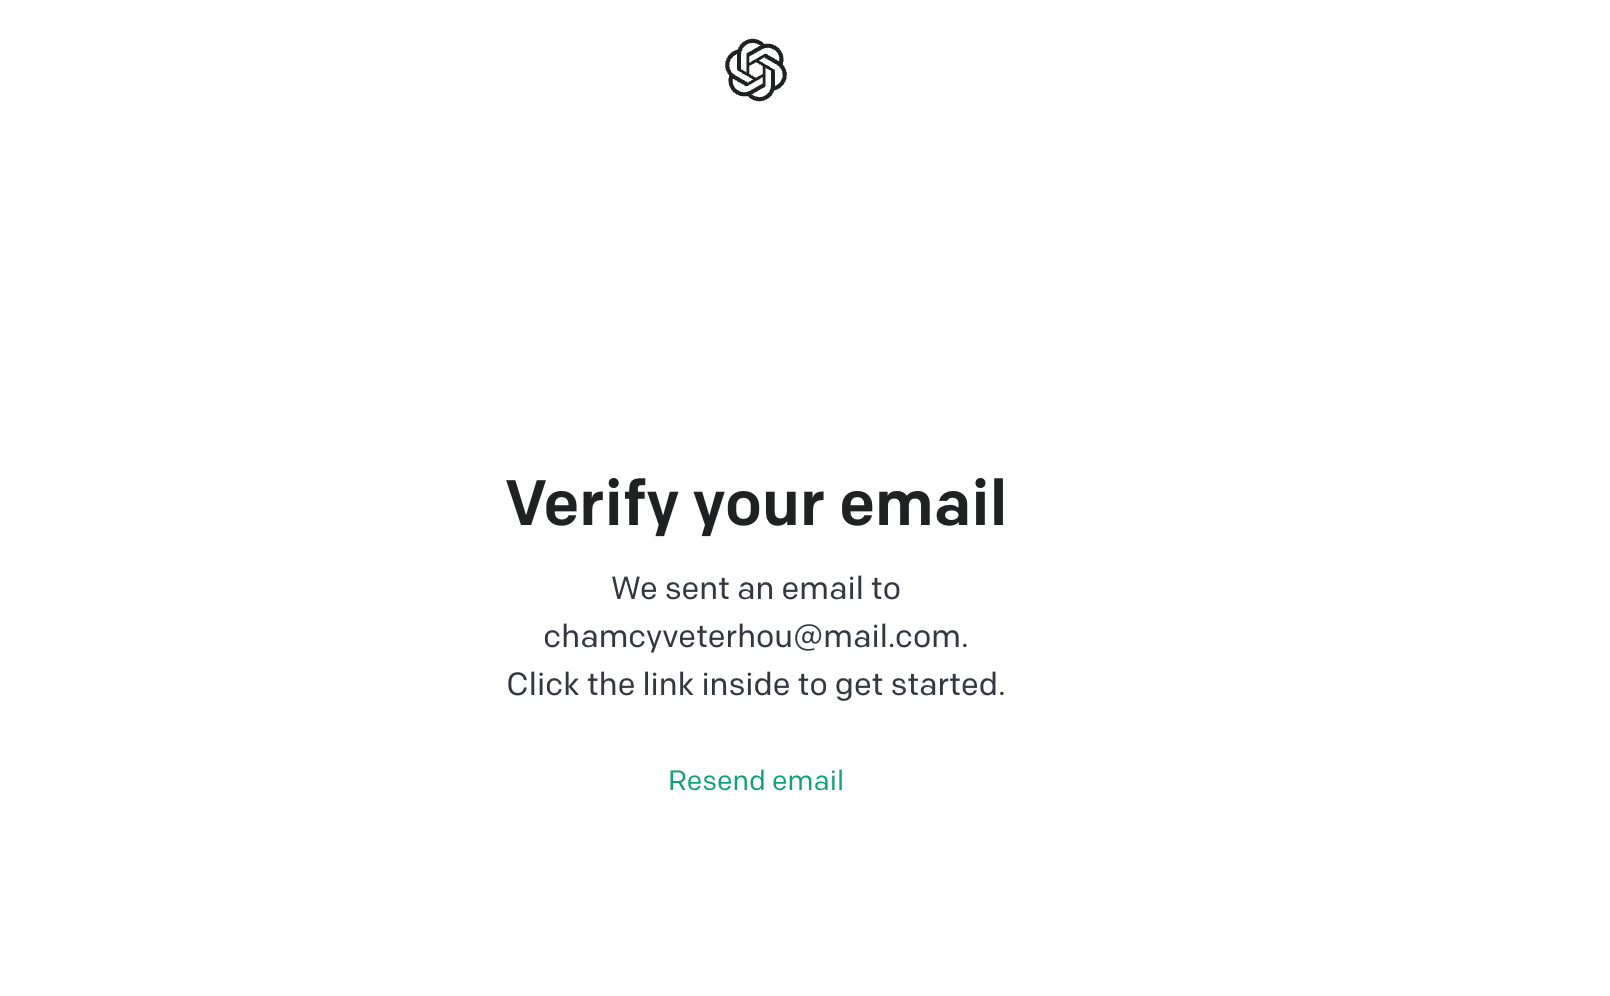 Verify your email
We sent an email to
chamcyveterhou@mail.com.
Click the link inside to get started.
Resend email